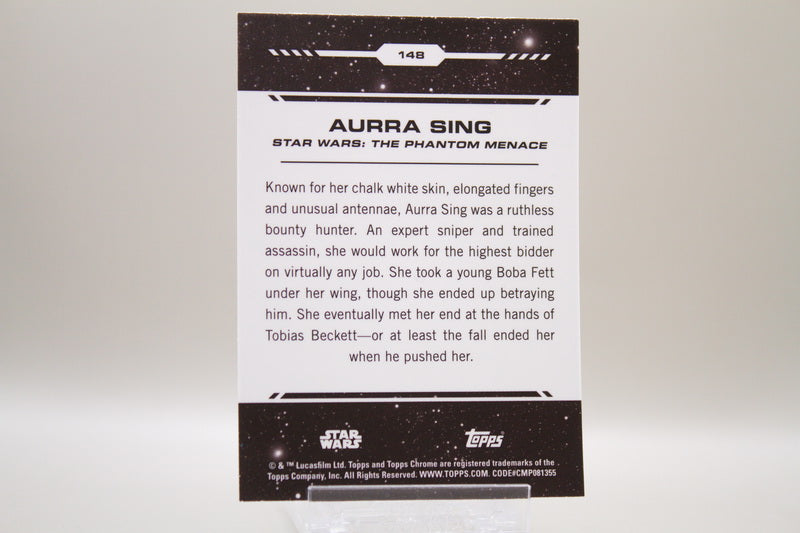 148
AURRA SING
STAR WARS: THE PHANTOM MENACE
Known for her chalk white skin, elongated fingers
and unusual antennae, Aurra Sing was a ruthless
bounty hunter. An expert sniper and trained
assassin, she would work for the highest bidder
on virtually any job. She took a young Boba Fett
under her wing, though she ended up betraying
him. She eventually met her end at the hands of
Tobias Beckett—or at least the fall ended her
when he pushed her.
STAR
WARS
Topps
© & ™ Lucasfilm Ltd. Topps and Topps Chrome are registered trademarks of the
Topps Company, Inc. All Rights Reserved. WWW.TOPPS.COM. CODE#CMP081355